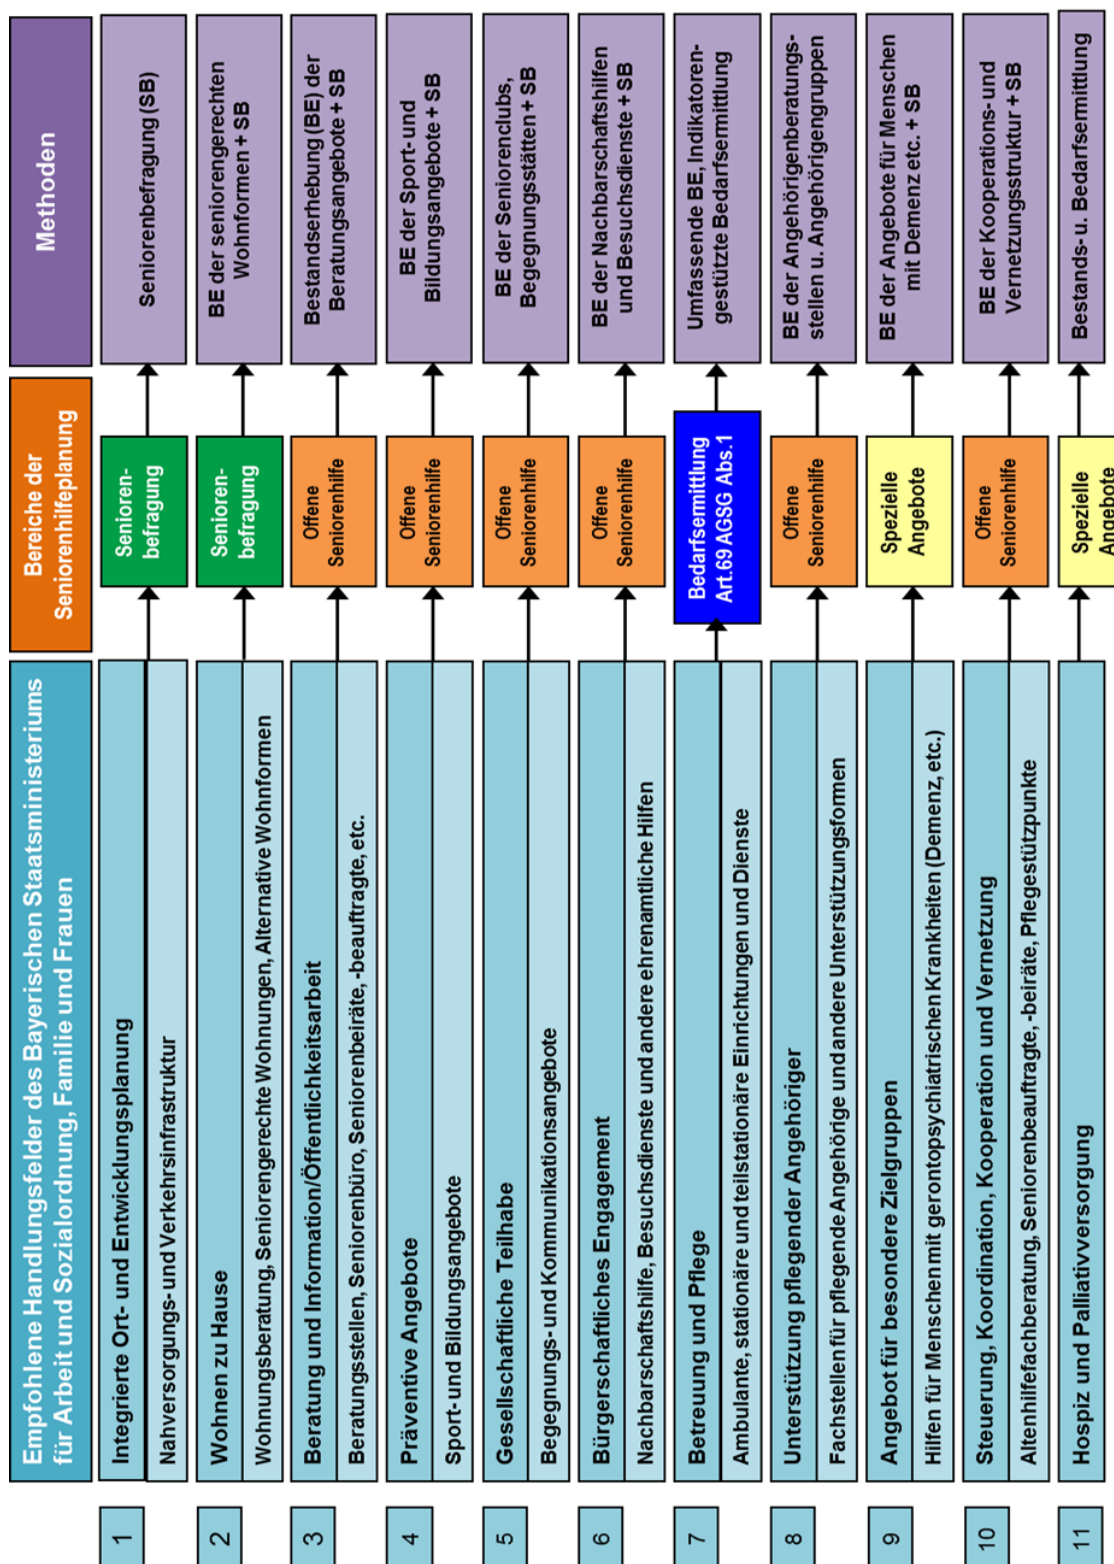 Empfohlene Handlungsfelder des Bayerischen Staatsministeriums
für Arbeit und Sozialordnung, Familie und Frauen
Bereiche der
Seniorenhilfeplanung
Methoden
1
Integrierte Ort- und Entwicklungsplanung
Nahversorgungs- und Verkehrsinfrastruktur
Senioren-
befragung
Seniorenbefragung (SB)
2
Wohnen zu Hause
Wohnungsberatung, Seniorengerechte Wohnungen, Alternative Wohnformen
Senioren-
befragung
BE der seniorengerechten
Wohnformen + SB
3
Beratung und Information/Öffentlichkeitsarbeit
Beratungsstellen, Seniorenbüro, Seniorenbeiräte, -beauftragte, etc.
Offene
Seniorenhilfe
Bestandserhebung (BE) der
Beratungsangebote + SB
4
Präventive Angebote
Sport- und Bildungsangebote
Offene
Seniorenhilfe
BE der Sport- und
Bildungsangebote + SB
5
Gesellschaftliche Teilhabe
Begegnungs- und Kommunikationsangebote
Offene
Seniorenhilfe
BE der Seniorenclubs,
Begegnungsstätten + SB
6
Bürgerschaftliches Engagement
Nachbarschaftshilfe, Besuchsdienste und andere ehrenamtliche Hilfen
Offene
Seniorenhilfe
BE der Nachbarschaftshilfen
und Besuchsdienste + SB
7
Betreuung und Pflege
Ambulante, stationäre und teilstationäre Einrichtungen und Dienste
Bedarfsermittlung
Art.69 AGSG Abs.1
Umfassende BE, Indikatoren-
gestützte Bedarfsermittlung
8
Unterstützung pflegender Angehöriger
Fachstellen für pflegende Angehörige und andere Unterstützungsformen
Offene
Seniorenhilfe
BE der Angehörigenberatungs-
stellen u. Angehörigengruppen
9
Angebot für besondere Zielgruppen
Hilfen für Menschen mit gerontopsychiatrischen Krankheiten (Demenz, etc.)
Spezielle
Angebote
BE der Angebote für Menschen
mit Demenz etc. + SB
10
Steuerung, Koordination, Kooperation und Vernetzung
Altenhilfefachberatung, Seniorenbeauftragte, -beiräte, Pflegestützpunkte
Offene
Seniorenhilfe
BE der Kooperations- und
Vernetzungsstruktur + SB
11
Hospiz und Palliativversorgung
Spezielle
Angebote
Bestands- u. Bedarfsermittlung